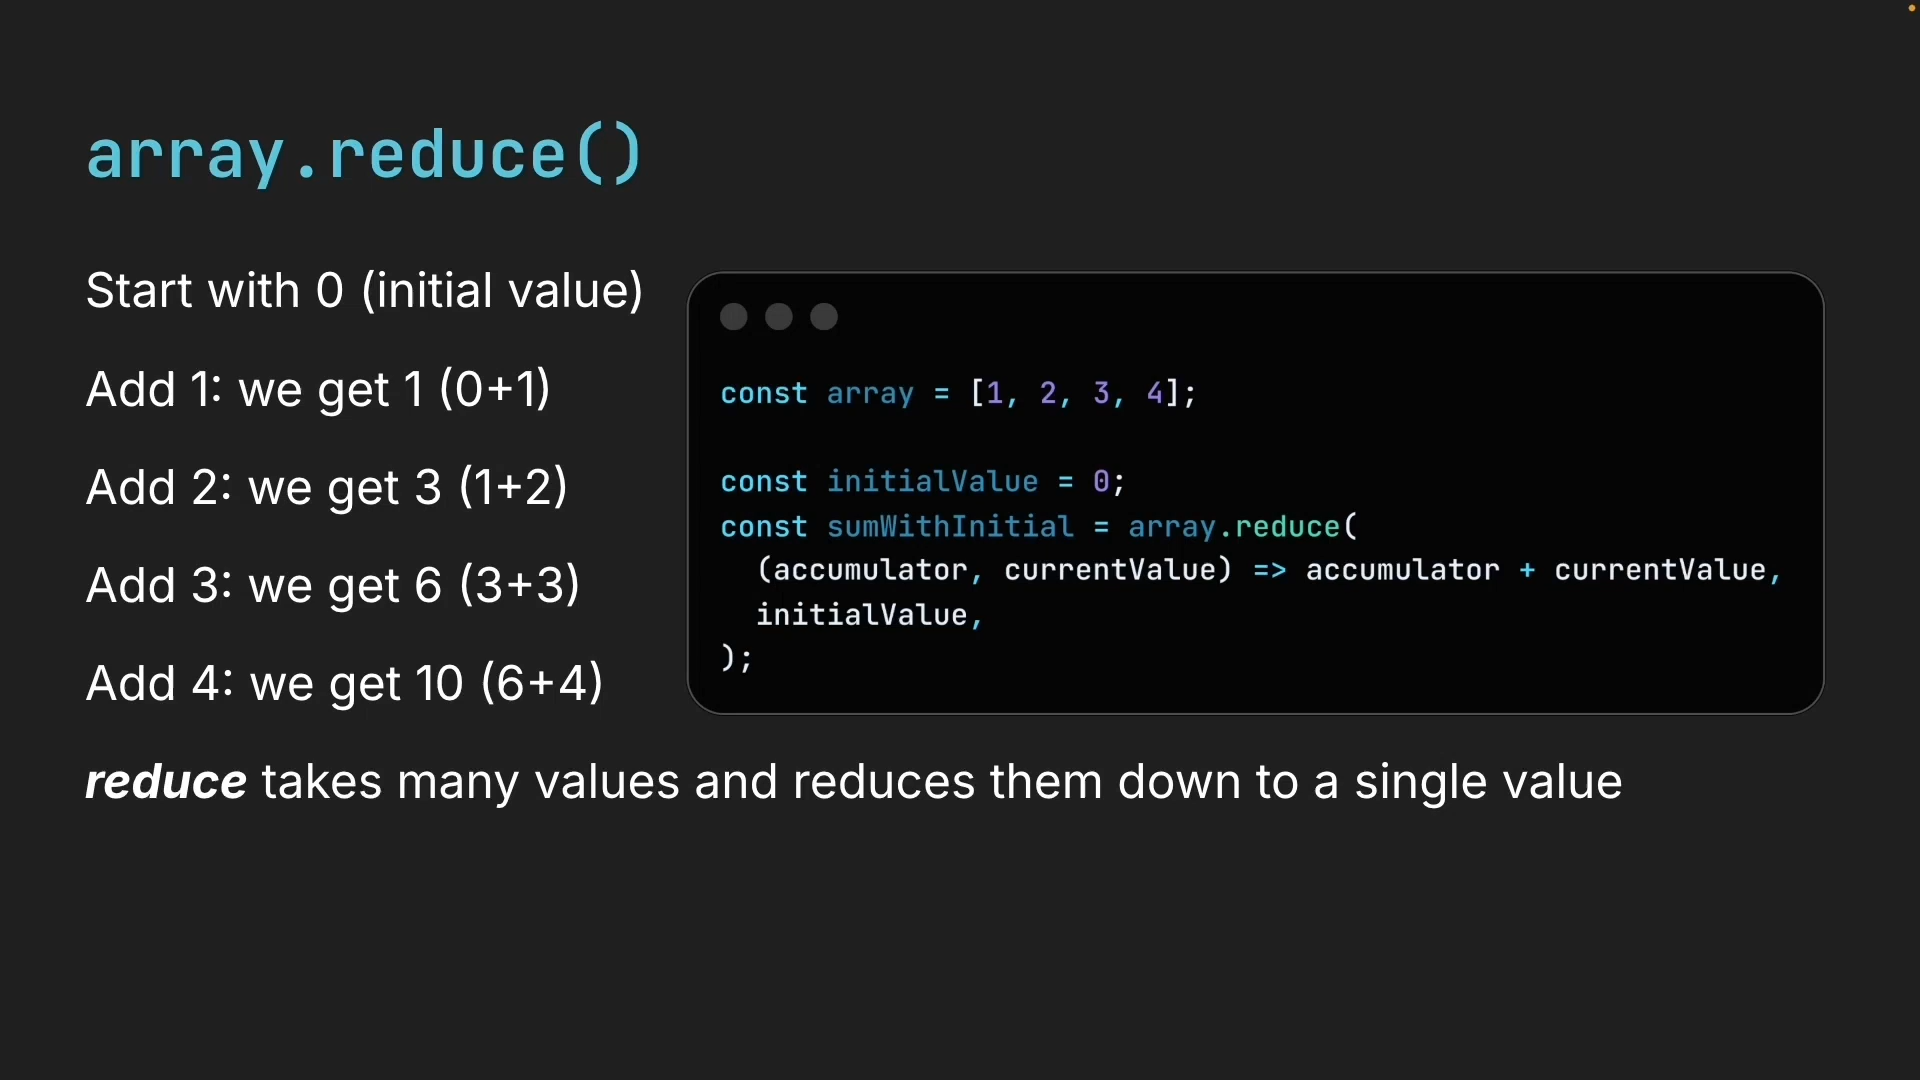 array.reduce()
Start with 0 (initial value)
Add 1: we get 1 (0+1)
Add 2: we get 3 (1+2)
Add 3: we get 6 (3+3)
Add 4: we get 10 (6+4)
reduce takes many values and reduces them down to a single value
const array = [1, 2, 3, 4];
const initialValue = 0;
const sumWithInitial = array.reduce(
  (accumulator, currentValue) => accumulator + currentValue,
  initialValue,
);